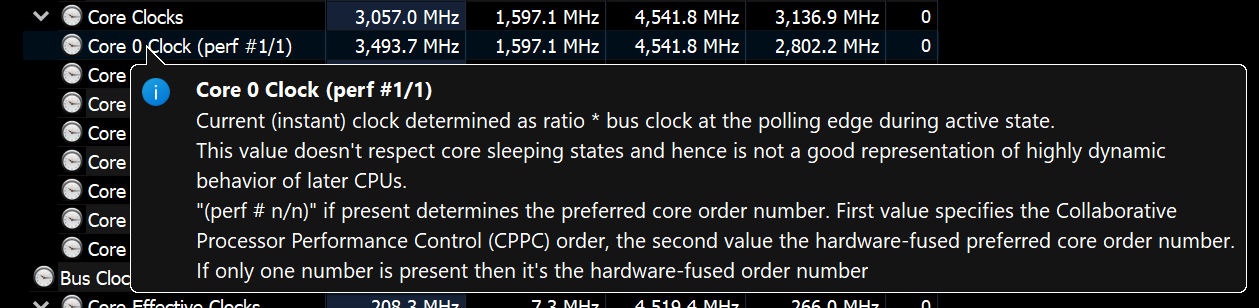 Core Clocks 3,057.0 MHz 1,597.1 MHz 4,541.8 MHz 3,136.9 MHz 0
Core 0 Clock (perf #1/1) 3,493.7 MHz 1,597.1 MHz 4,541.8 MHz 2,802.2 MHz 0
Core
Core 0 Clock (perf #1/1)
Current (instant) clock determined as ratio * bus clock at the polling edge during active state.
Core
This value doesn't respect core sleeping states and hence is not a good representation of highly dynamic
Core
behavior of later CPUs.
Core
"(perf # n/n)" if present determines the preferred core order number. First value specifies the Collaborative
Core
Processor Performance Control (CPPC) order, the second value the hardware-fused preferred core order number.
Core
If only one number is present then it's the hardware-fused order number
Core
Bus Cloc
Core Effective Clocks 208.3 MHz 7.3 MHz 4,519.4 MHz 266.0 MHz 0